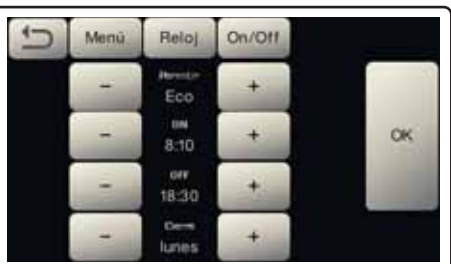 Menú Reloj On/Off
- Eco +
ON
- 8:10 +
OK
OFF
- 18:30 +
- lunes +